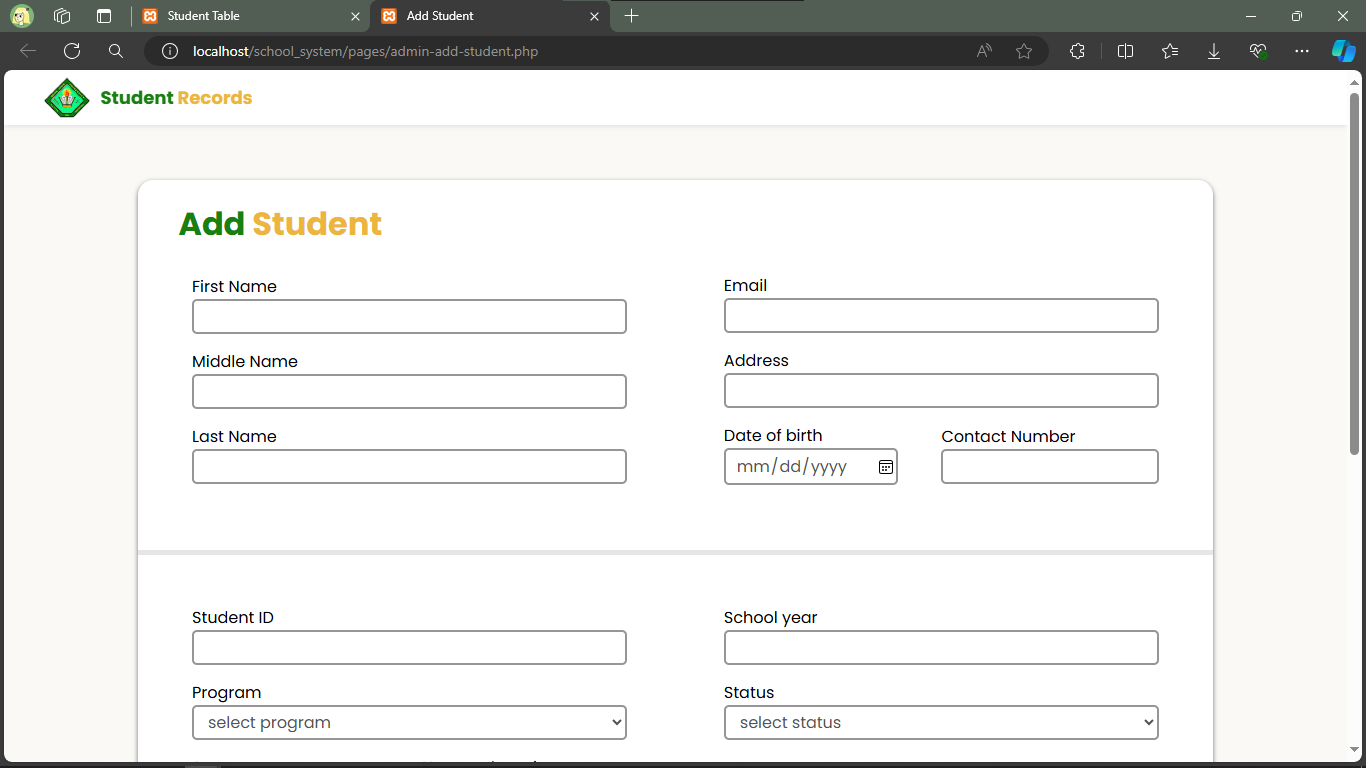 Student Table
Add Student
localhost/school_system/pages/admin-add-student.php
Student Records
Add Student
First Name
Email
Middle Name
Address
Last Name
Date of birth
Contact Number
mm/dd/yyyy
Student ID
School year
Program
Status
select program
select status